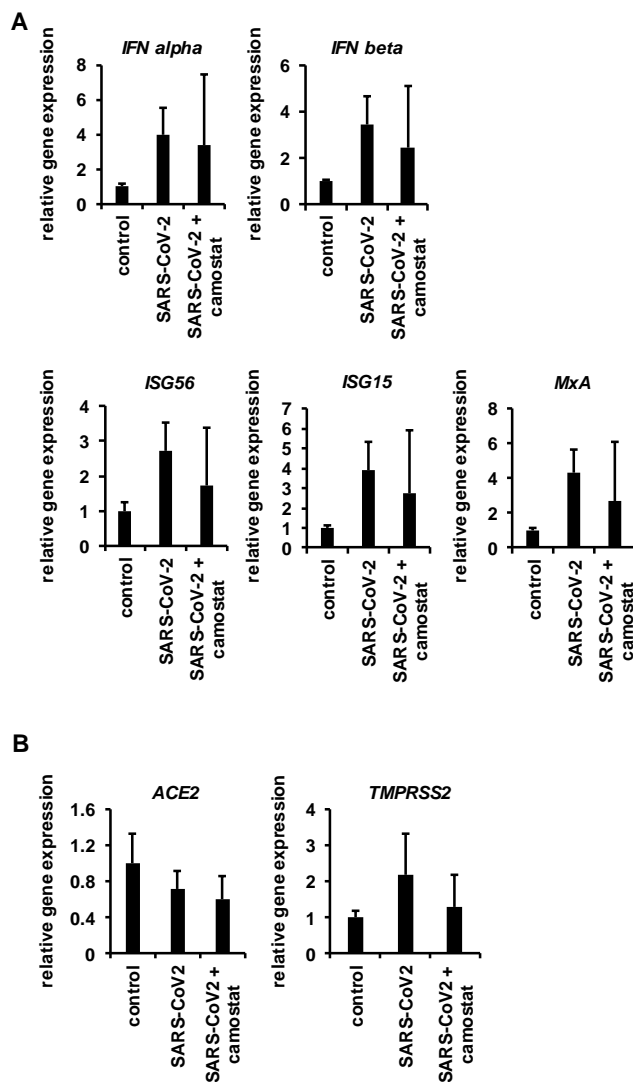 A
IFN alpha
relative gene expression
8
6
4
2
0
control
SARS-CoV-2
SARS-CoV-2 +
camostat
IFN beta
relative gene expression
6
4
2
0
control
SARS-CoV-2
SARS-CoV-2 +
camostat
ISG56
relative gene expression
4
3
2
1
0
control
SARS-CoV-2
SARS-CoV-2 +
camostat
ISG15
relative gene expression
7
6
5
4
3
2
1
0
control
SARS-CoV-2
SARS-CoV-2 +
camostat
MxA
relative gene expression
8
6
4
2
0
control
SARS-CoV-2
SARS-CoV-2 +
camostat
B
ACE2
relative gene expression
1.6
1.2
0.8
0.4
0
control
SARS-CoV2
SARS-CoV2 +
camostat
TMPRSS2
relative gene expression
4
3
2
1
0
control
SARS-CoV2
SARS-CoV2 +
camostat